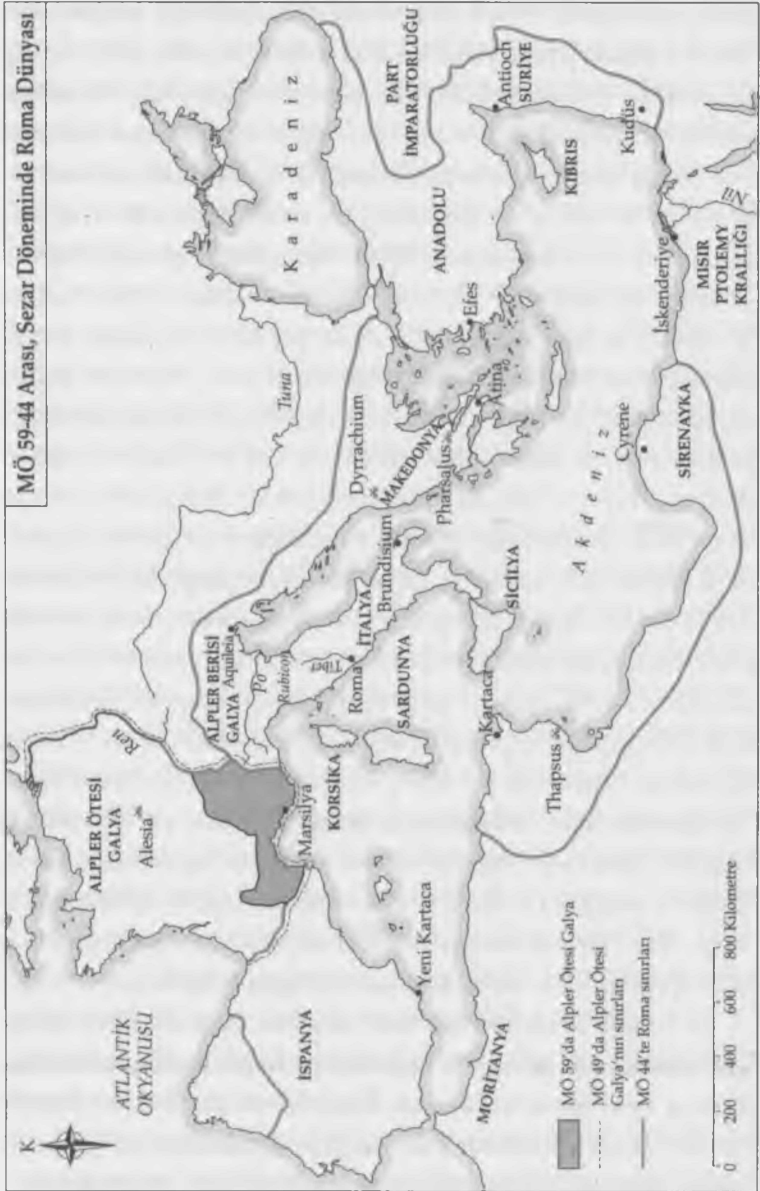 MÖ 59-44 Arası, Sezar Döneminde Roma Dünyası
K
ATLANTİK
OKYANUSU
ALPLER ÖTESİ
GALYA
Alesia
Ren
Tuna
Karadeniz
PART
İMPARATORLUĞU
ALPLER BERİSİ
GALYA
Aquileia
Po
Rubicon
Marsilya
KORSİKA
Tiber
Roma
İTALYA
Brundisium
Dyrrachium
MAKEDONYA
Pharsalus
Atina
Efes
ANADOLU
Antioch
SURİYE
KIBRIS
Kudüs
İSPANYA
Yeni Kartaca
SARDUNYA
SİCİLYA
Kartaca
Thapsus
Akdeniz
Cyrene
SİRENAYKA
İskenderiye
Nil
MISIR
PTOLEMY
KRALLIĞI
MORİTANYA
MÖ 59'da Alpler Ötesi Galya
MÖ 49'da Alpler Ötesi
Galya'nın sınırları
MÖ 44'te Roma sınırları
0 200 400 600 800 Kilometre